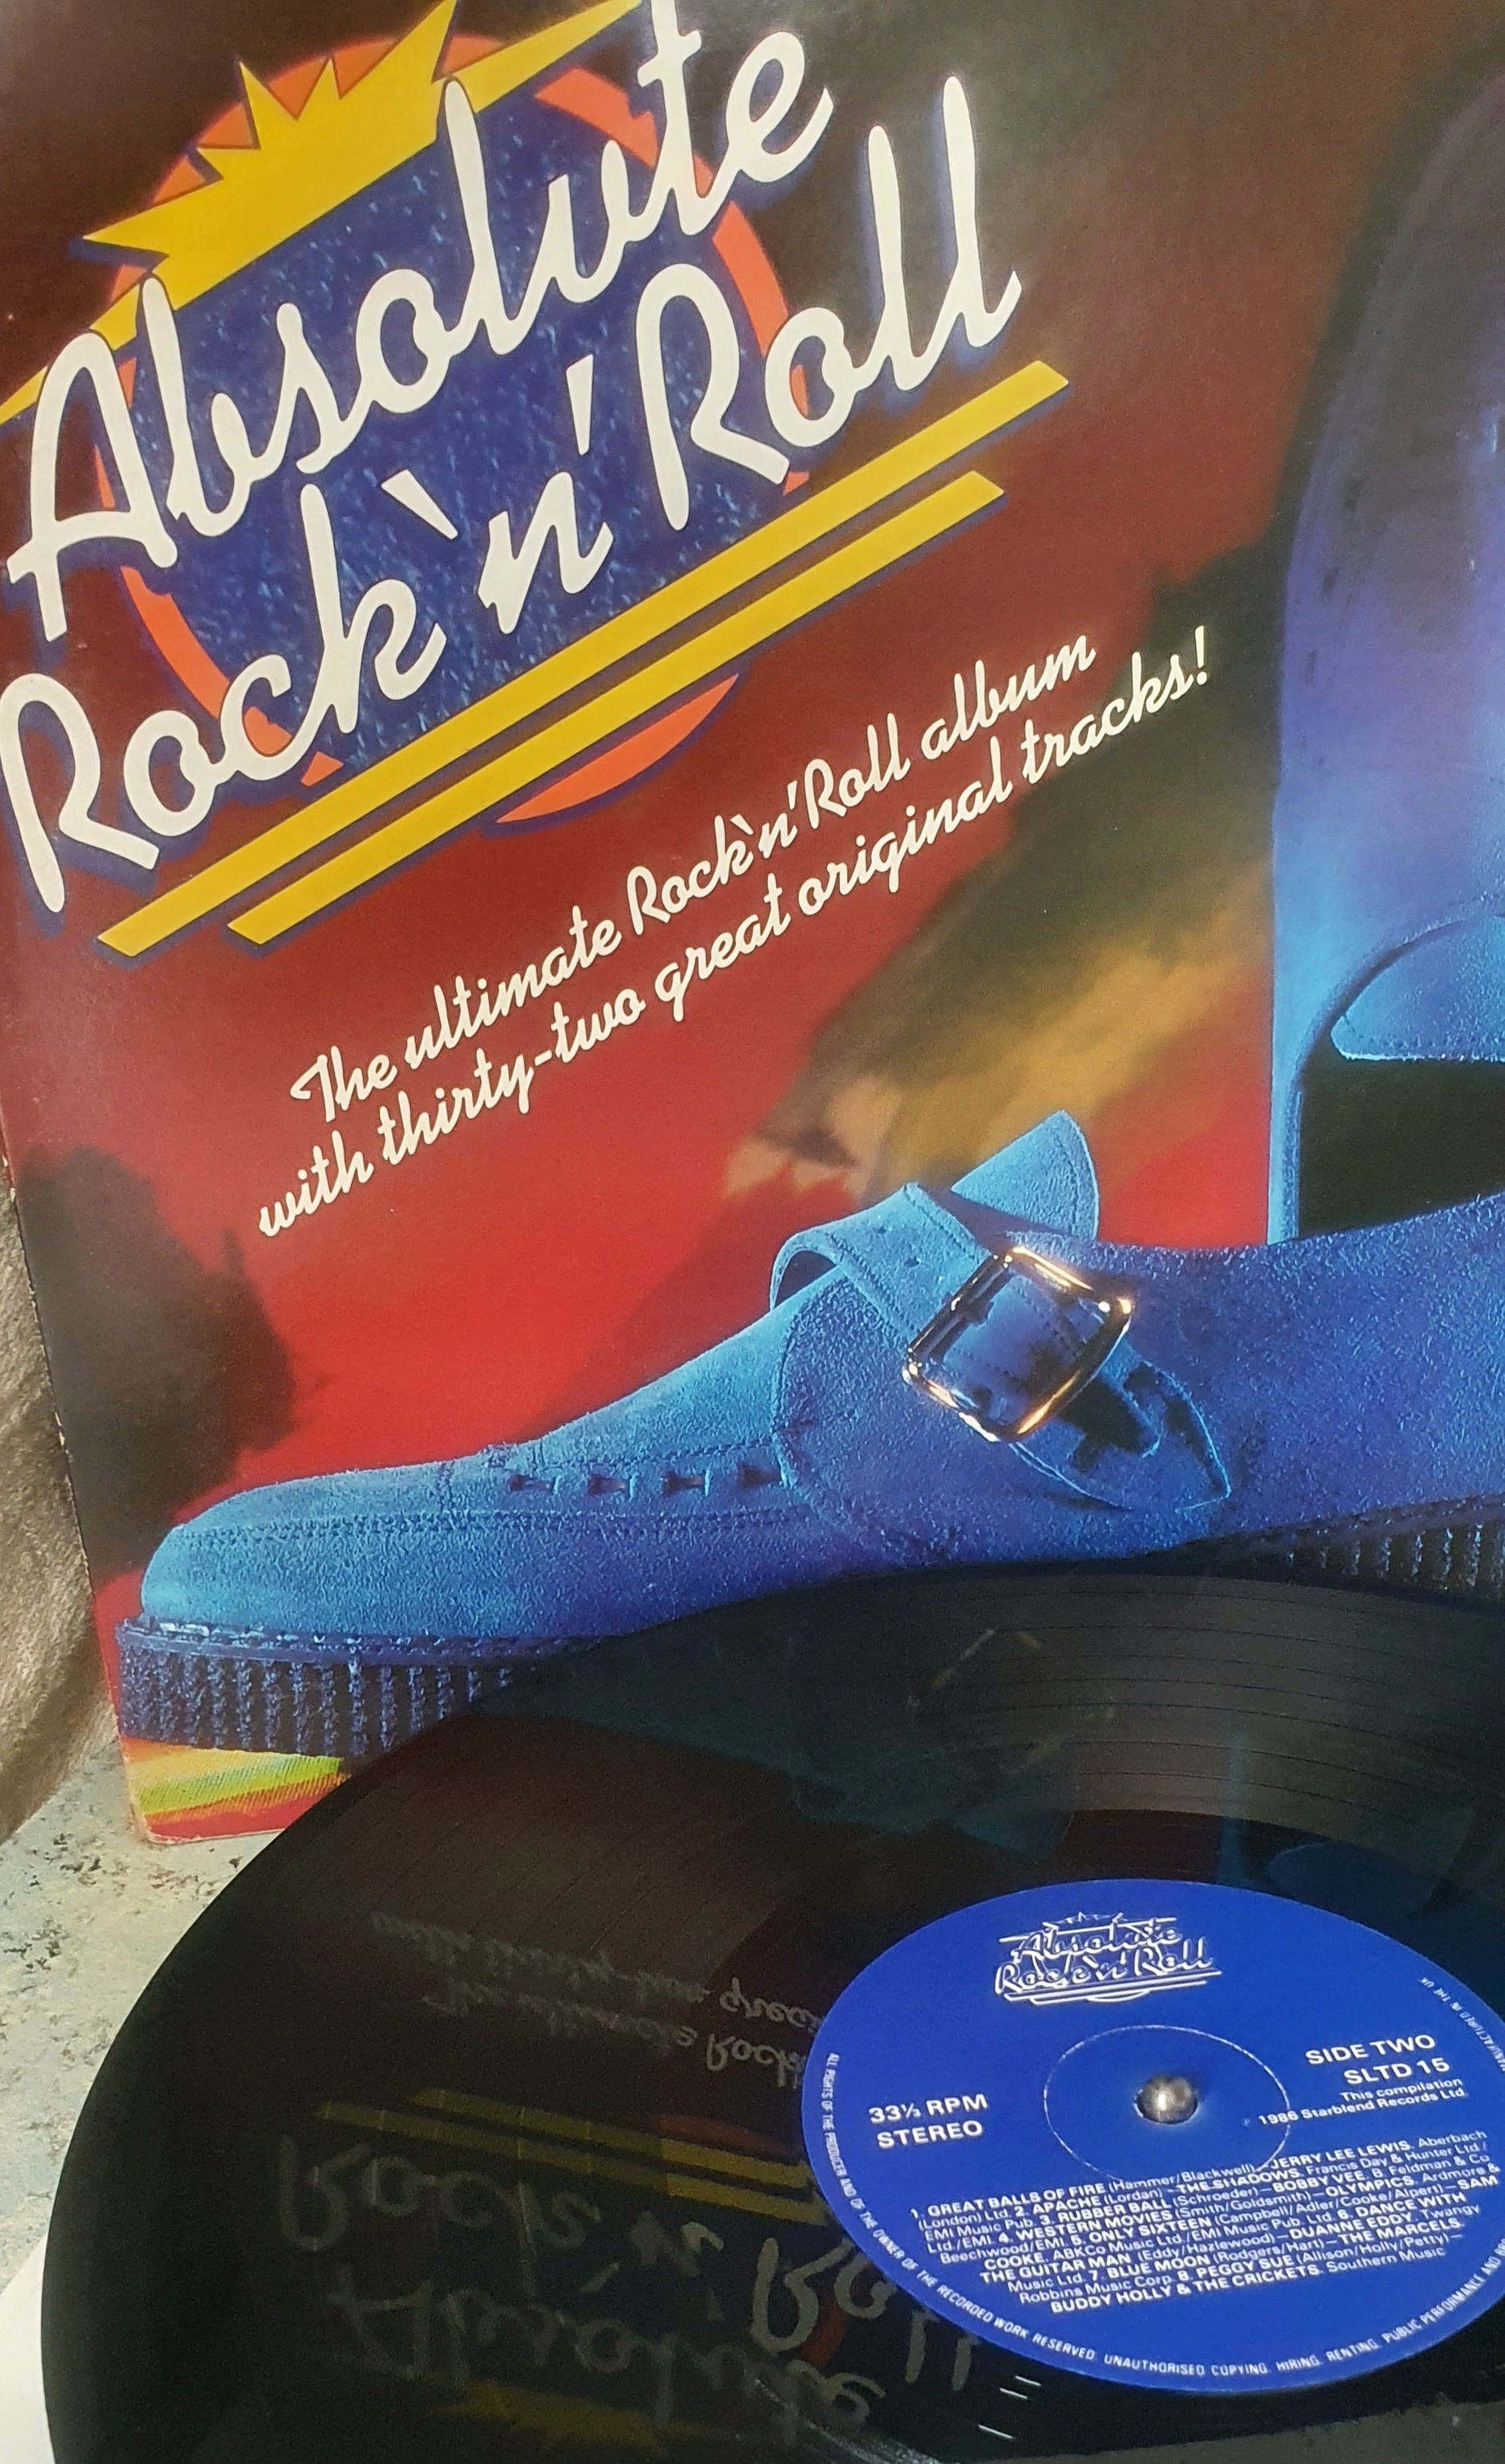 Absolute
Rock 'n' Roll
The ultimate Rock 'n' Roll album
with thirty-two great original tracks!
Absolute
Rock 'n' Roll
33⅓ RPM
STEREO
SIDE TWO
SLTD 15
This compilation
1986 Starblend Records Ltd.
1. GREAT BALLS OF FIRE (Hammer/Blackwell)—JERRY LEE LEWIS. Aberbach
(London) Ltd. 2. APACHE (Lordan)—THE SHADOWS. Francis Day & Hunter Ltd./
EMI Music Pub. 3. RUBBER BALL (Schroeder)—BOBBY VEE. B. Feldman & Co
Ltd./EMI. 4. WESTERN MOVIES (Smith/Goldsmith)—OLYMPICS. Ardmore &
Beechwood/EMI. 5. ONLY SIXTEEN (Campbell/Adler/Cooke/Alpert)—SAM
COOKE. ABKCo Music Ltd./EMI Music Pub. Ltd. 6. DANCE WITH
THE GUITAR MAN (Eddy/Hazlewood)—DUANNE EDDY. Twangy
Music Ltd. 7. BLUE MOON (Rodgers/Hart)—THE MARCELS.
Robbins Music Corp. 8. PEGGY SUE (Allison/Holly/Petty)—
BUDDY HOLLY & THE CRICKETS. Southern Music
ALL RIGHTS OF THE PRODUCER AND OF THE OWNER OF THE RECORDED WORK RESERVED. UNAUTHORISED COPYING. HIRING. RENTING. PUBLIC PERFORMANCE AND
MANUFACTURED IN THE UK